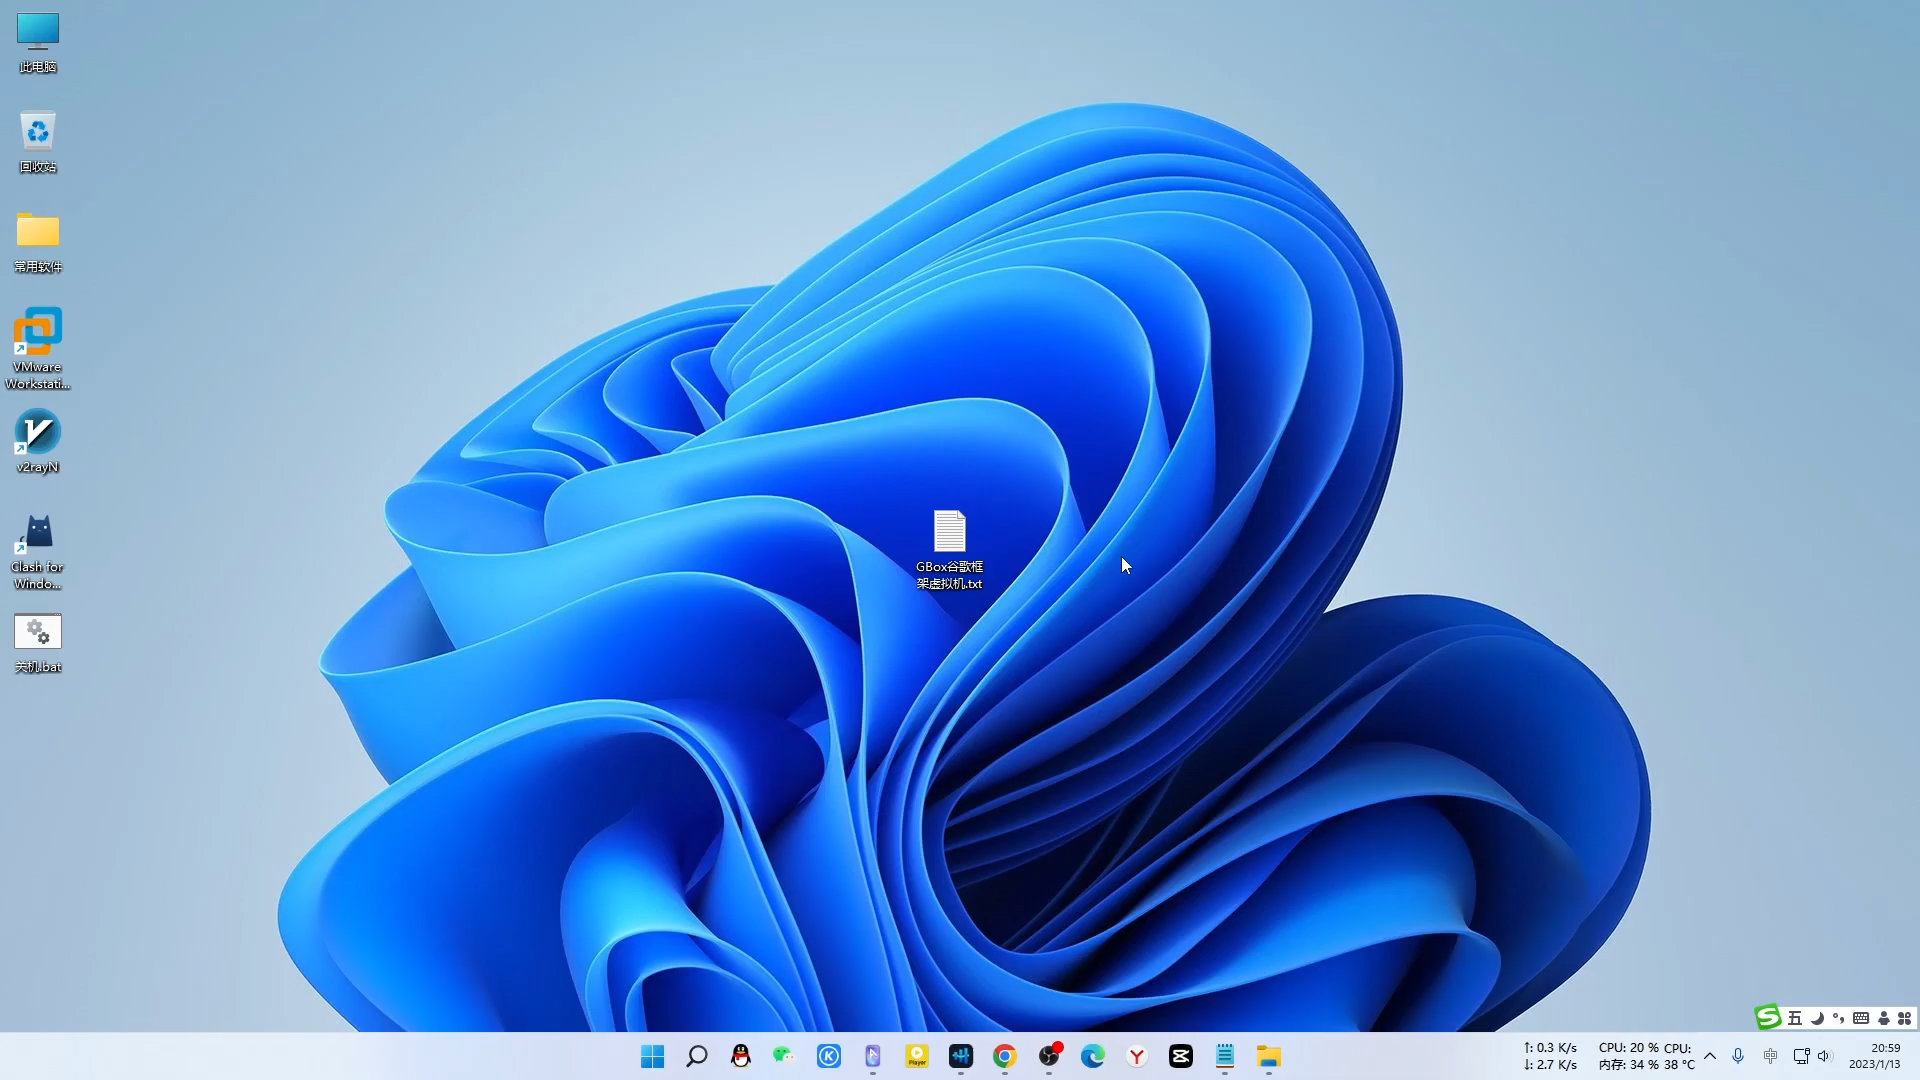 此电脑
回收站
常用软件
VMware
Workstati...
v2rayN
Clash for
Windo...
关机.bat
GBox谷歌框
架虚拟机.txt
五
Player
↑: 0.3 K/s
↓: 2.7 K/s
CPU: 20 % CPU:
内存: 34 % 38 °C
中
20:59
2023/1/13